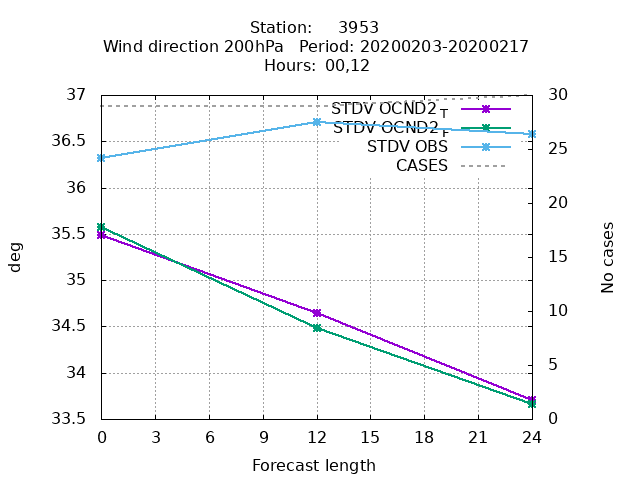 Station: 3953
Wind direction 200hPa Period: 20200203-20200217
Hours: 00,12
37
36.5
36
35.5
35
34.5
34
33.5
deg
STDV OCND2_T
STDV OCND2_F
STDV OBS
CASES
30
25
20
15
10
5
0
No cases
0 3 6 9 12 15 18 21 24
Forecast length